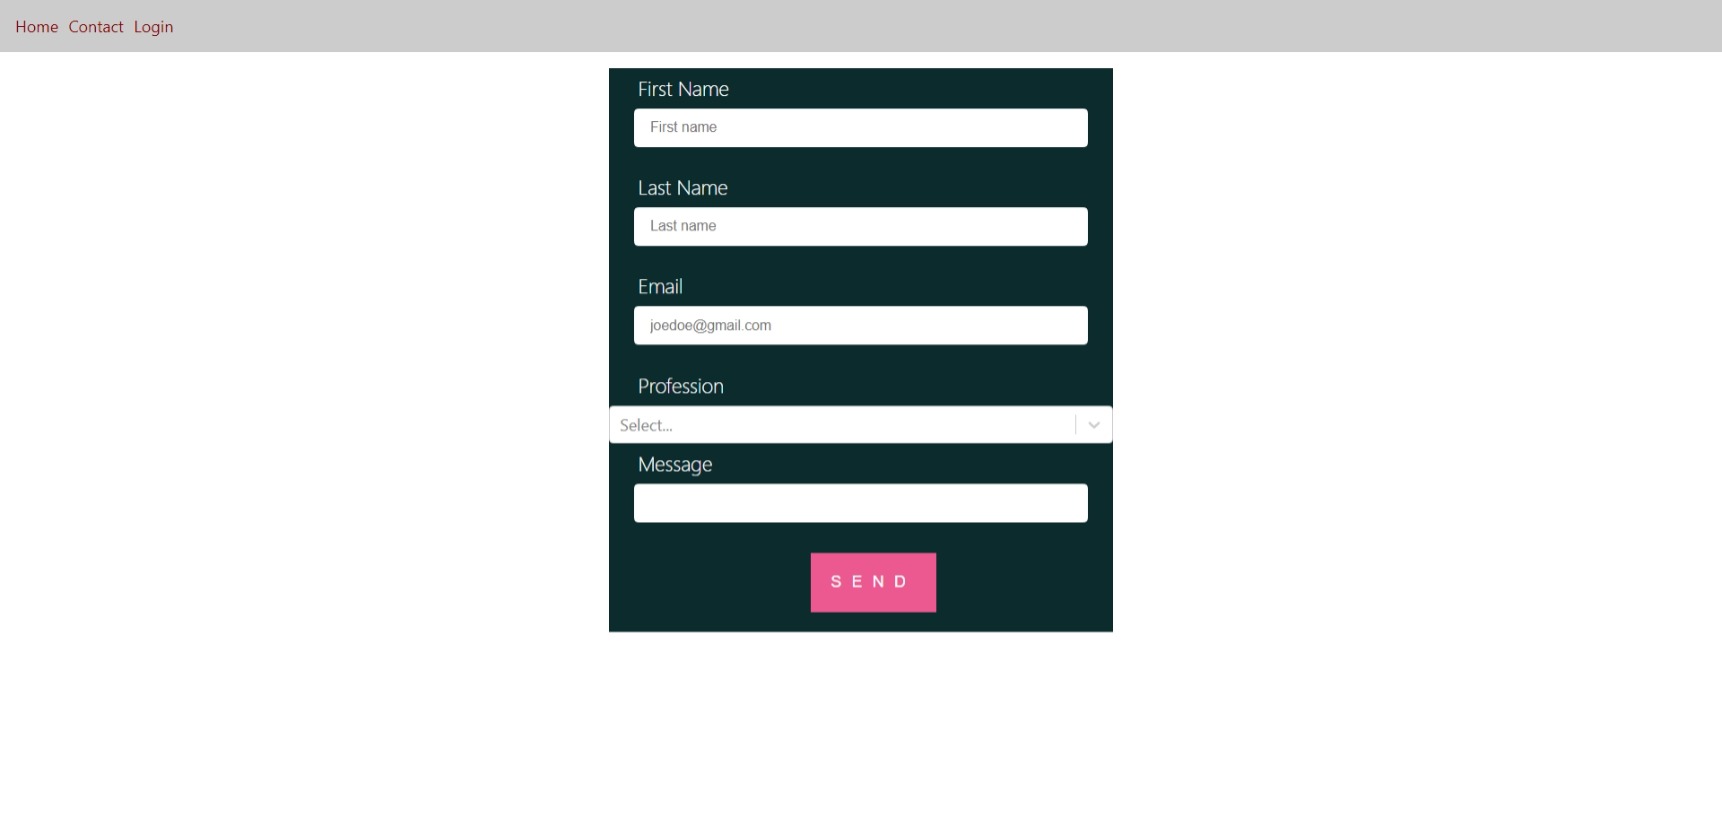 Home Contact Login
First Name
First name
Last Name
Last name
Email
joedoe@gmail.com
Profession
Select...
Message
SEND